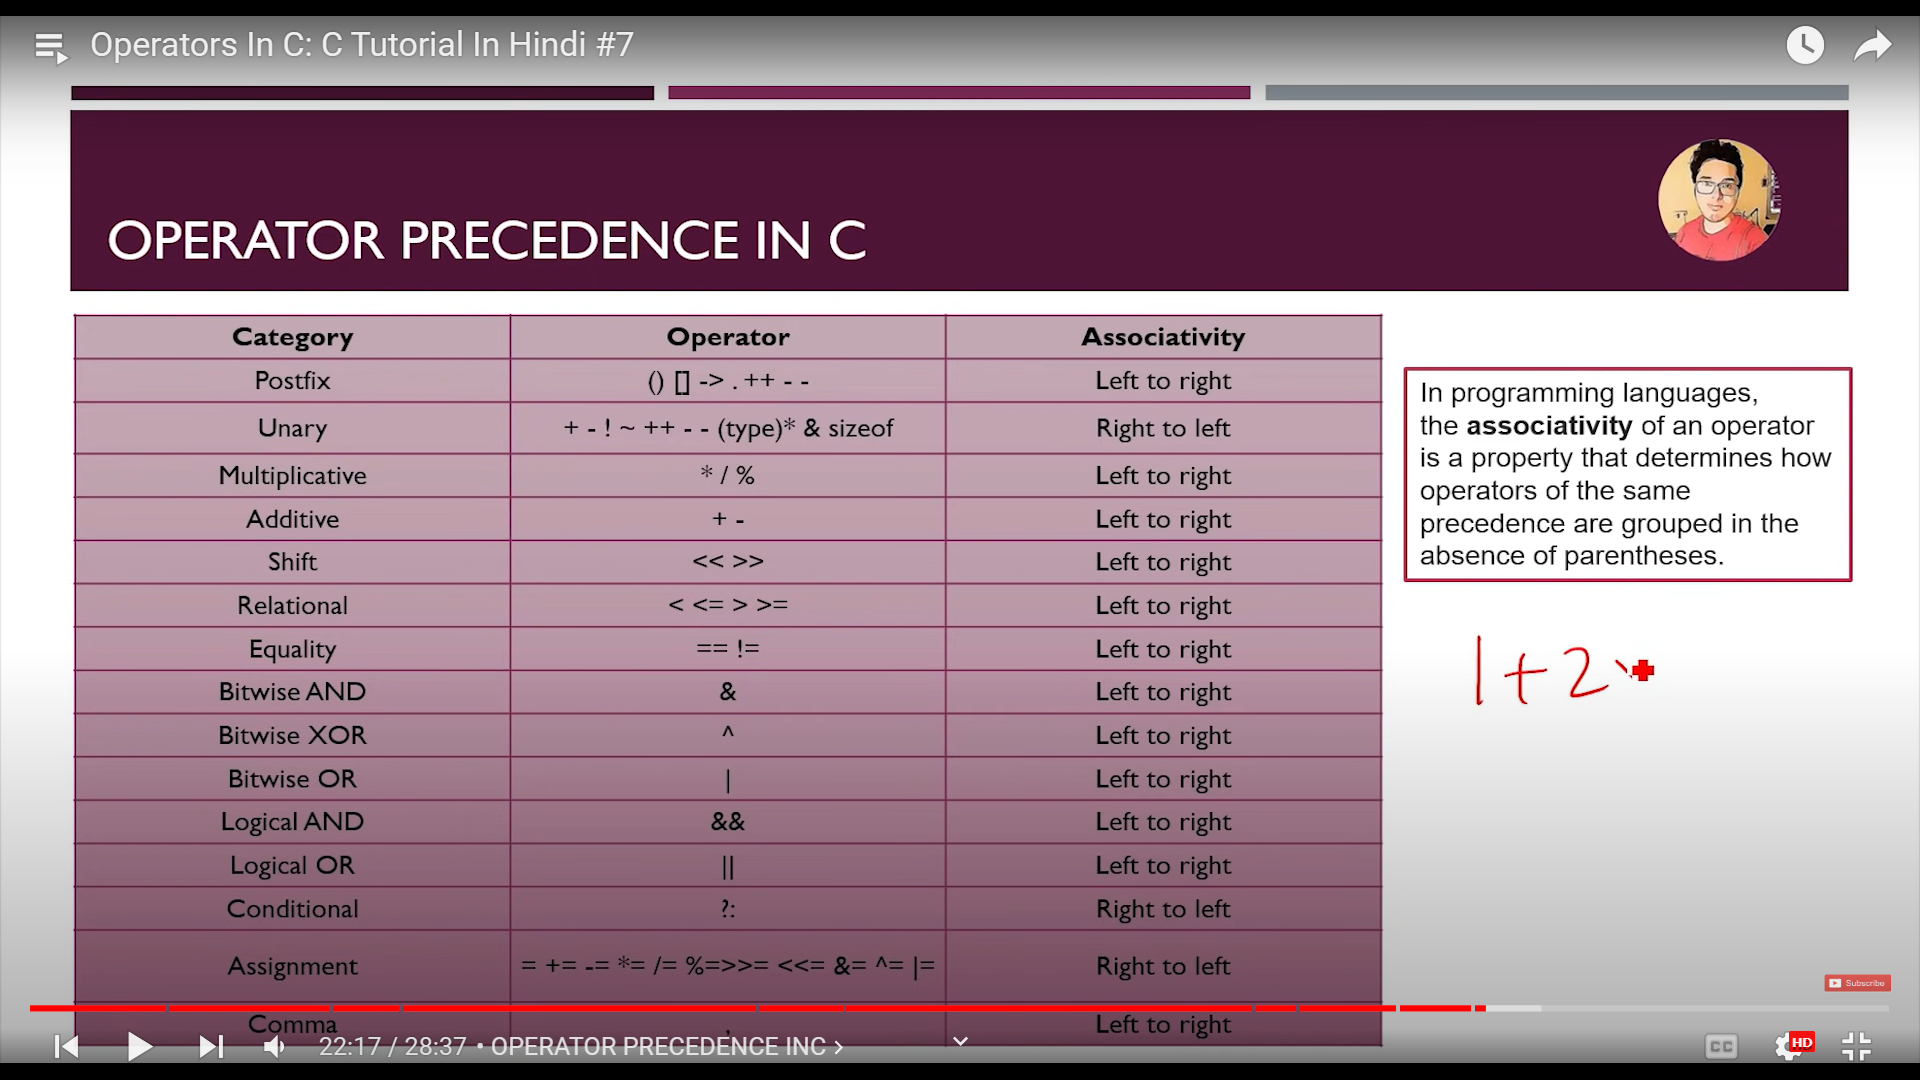 Operators In C: C Tutorial In Hindi #7
OPERATOR PRECEDENCE IN C
Category Operator Associativity
Postfix () [] -> . ++ - - Left to right
Unary + - ! ~ ++ - - (type)* & sizeof Right to left
Multiplicative * / % Left to right
Additive + - Left to right
Shift << >> Left to right
Relational < <= > >= Left to right
Equality == != Left to right
Bitwise AND & Left to right
Bitwise XOR ^ Left to right
Bitwise OR | Left to right
Logical AND && Left to right
Logical OR || Left to right
Conditional ?: Right to left
Assignment = += -= *= /= %=>>= <<= &= ^= |= Right to left
Comma , Left to right
In programming languages,
the associativity of an operator
is a property that determines how
operators of the same
precedence are grouped in the
absence of parentheses.
1+2
Subscribe
22:17 / 28:37 • OPERATOR PRECEDENCE INC >
CC
HD